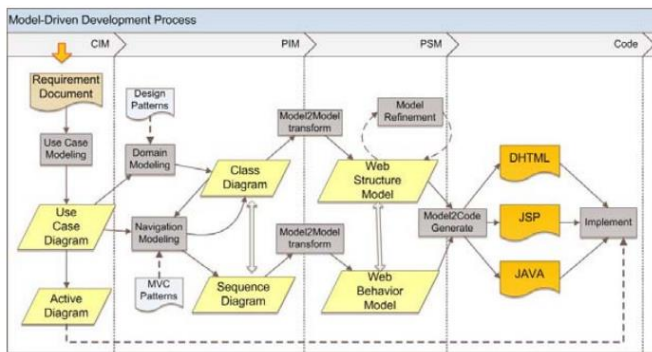 Model-Driven Development Process
CIM
PIM
PSM
Code
Requirement
Document
Use Case
Modeling
Use
Case
Diagram
Active
Diagram
Design
Patterns
Domain
Modeling
Navigation
Modeling
MVC
Patterns
Class
Diagram
Sequence
Diagram
Model2Model
transform
Model2Model
transform
Model
Refinement
Web
Structure
Model
Web
Behavior
Model
Model2Code
Generate
DHTML
JSP
JAVA
Implement